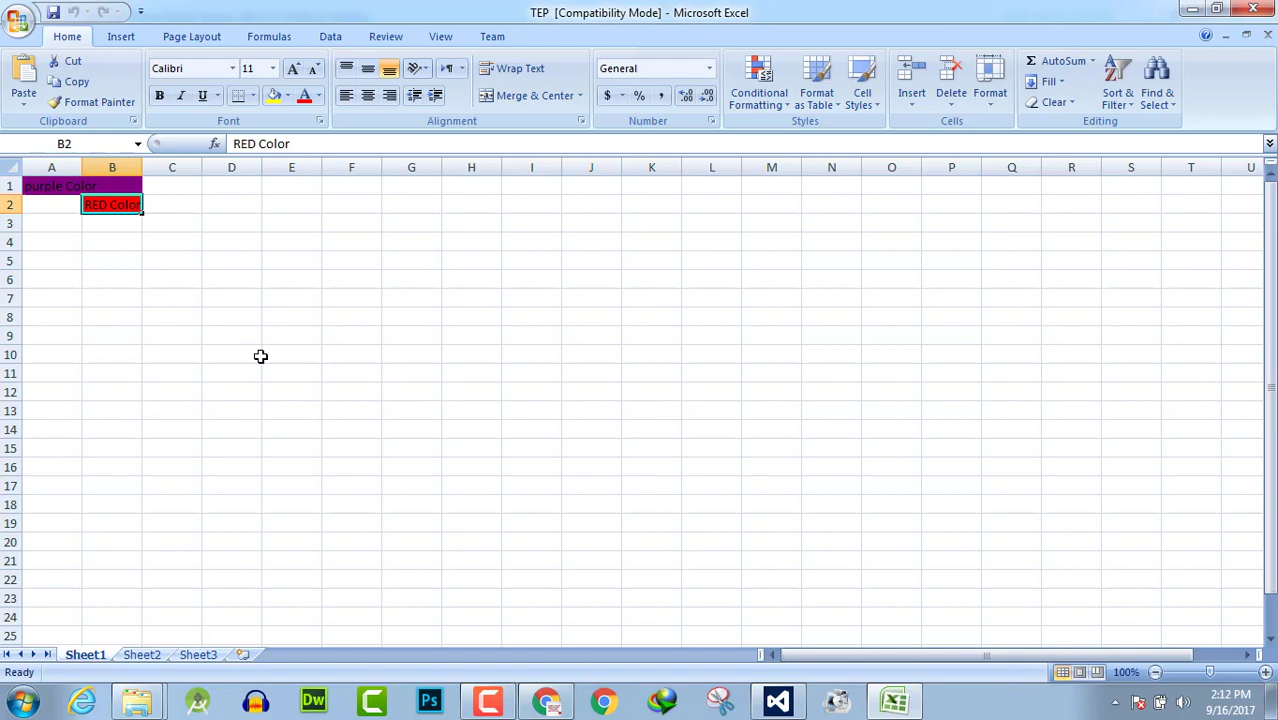 TEP [Compatibility Mode] - Microsoft Excel
Home Insert Page Layout Formulas Data Review View Team
Paste
Cut
Copy
Format Painter
Clipboard
Calibri 11
B I U
Font
Wrap Text
Merge & Center
Alignment
General
$ % ,
Number
Conditional Formatting
Format as Table
Cell Styles
Styles
Insert Delete Format
Cells
AutoSum
Fill
Clear
Sort & Filter
Find & Select
Editing
B2 fx RED Color
A B C D E F G H I J K L M N O P Q R S T U
1 purple Color
2 RED Color
3
4
5
6
7
8
9
10
11
12
13
14
15
16
17
18
19
20
21
22
23
24
25
Sheet1 Sheet2 Sheet3
Ready 100%
Dw Ps
2:12 PM
9/16/2017